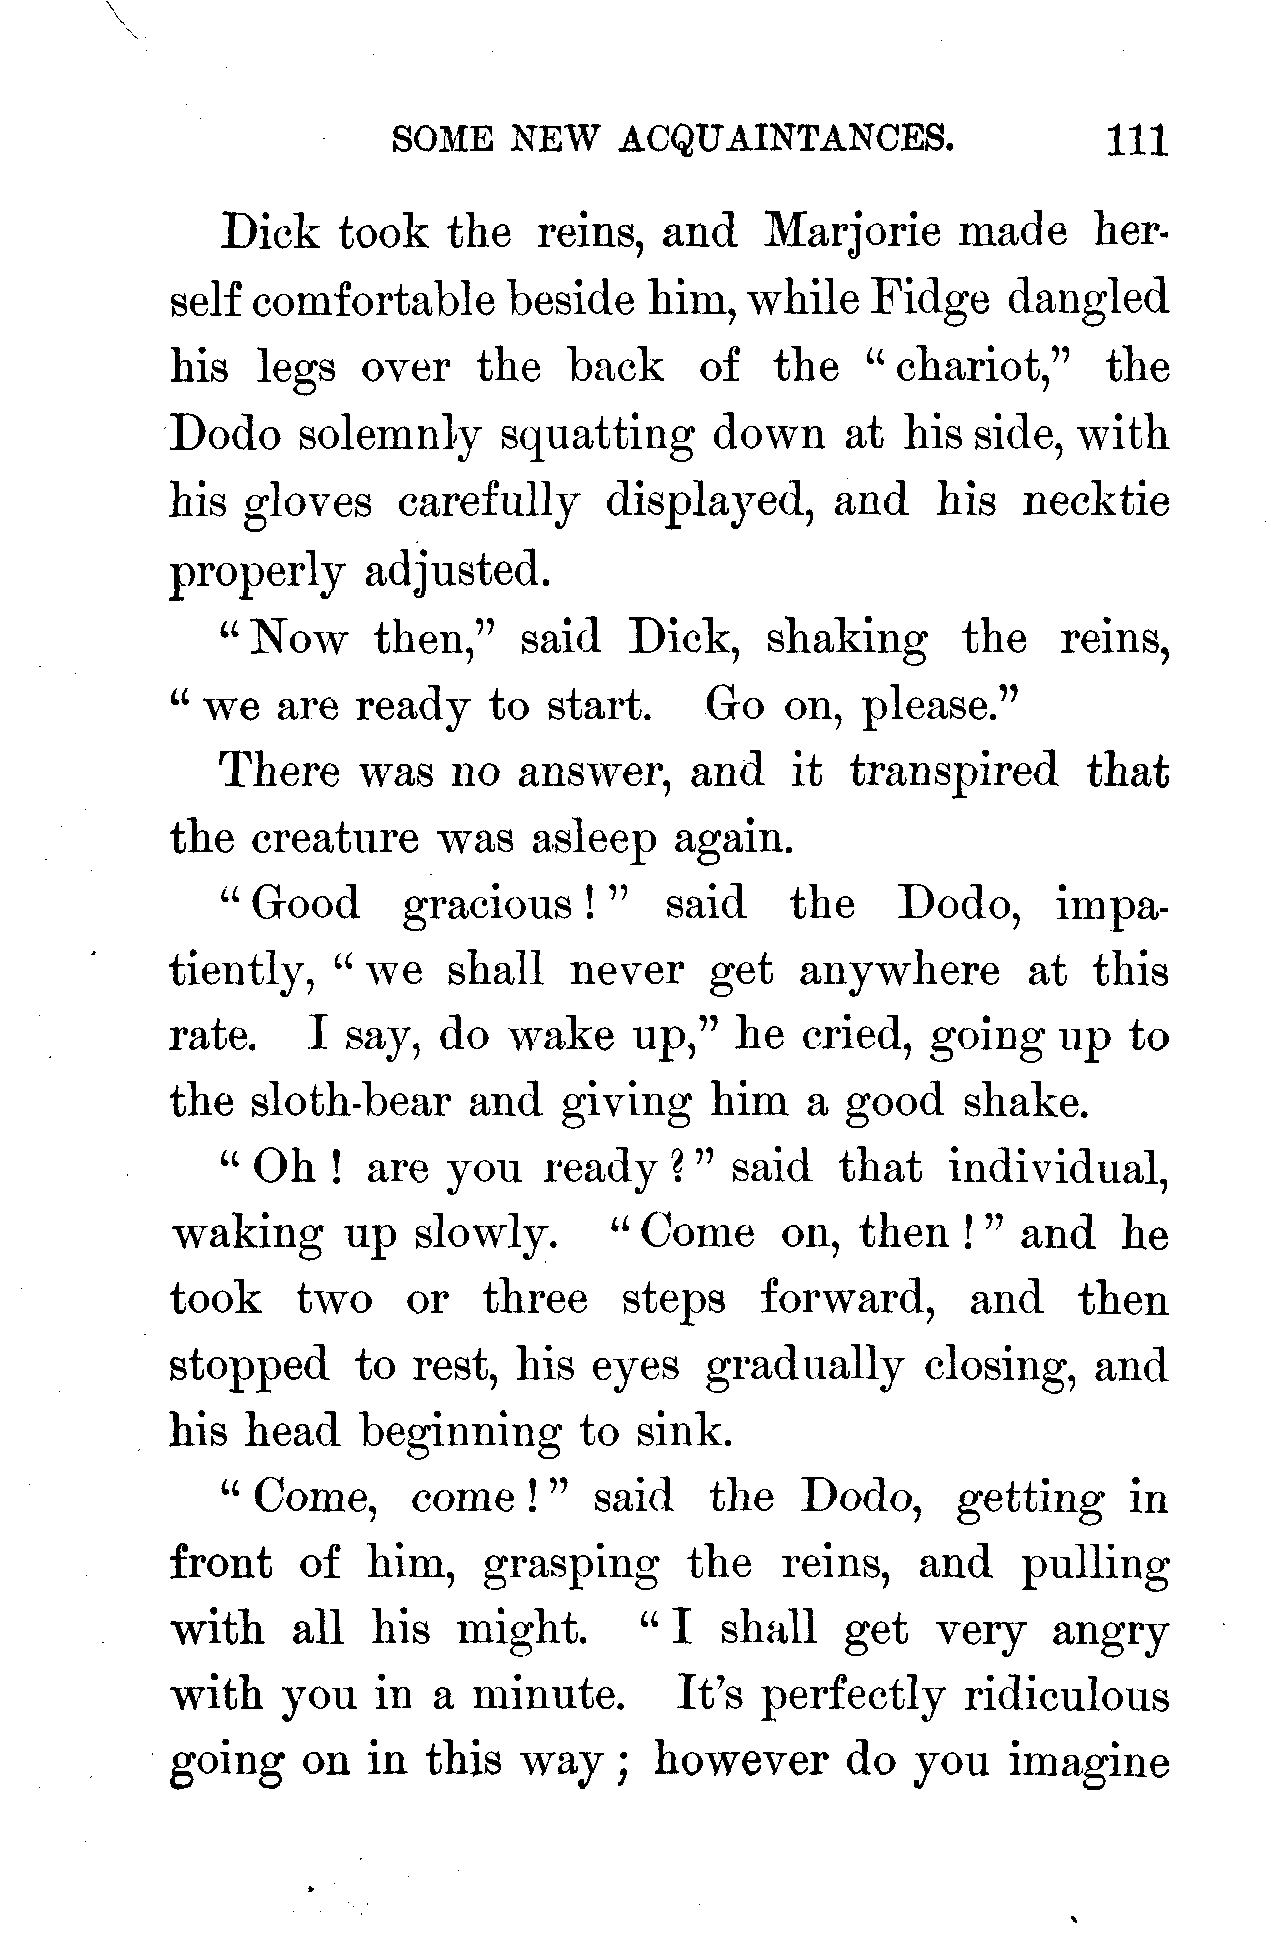 SOME NEW ACQUAINTANCES. 111
Dick took the reins, and Marjorie made her-
self comfortable beside him, while Fidge dangled
his legs over the back of the “ chariot,” the
Dodo solemnly squatting down at his side, with
his gloves carefully displayed, and his necktie
properly adjusted.
“ Now then,” said Dick, shaking the reins,
“ we are ready to start. Go on, please.”
There was no answer, and it transpired that
the creature was asleep again.
“ Good gracious ! ” said the Dodo, impa-
tiently, “ we shall never get anywhere at this
rate. I say, do wake up,” he cried, going up to
the sloth-bear and giving him a good shake.
“ Oh ! are you ready ? ” said that individual,
waking up slowly. “ Come on, then ! ” and he
took two or three steps forward, and then
stopped to rest, his eyes gradually closing, and
his head beginning to sink.
“ Come, come ! ” said the Dodo, getting in
front of him, grasping the reins, and pulling
with all his might. “ I shall get very angry
with you in a minute. It’s perfectly ridiculous
going on in this way ; however do you imagine